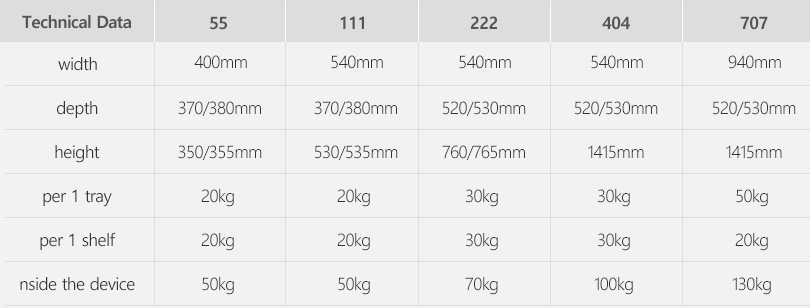 Technical Data 55 111 222 404 707
width 400mm 540mm 540mm 540mm 940mm
depth 370/380mm 370/380mm 520/530mm 520/530mm 520/530mm
height 350/355mm 530/535mm 760/765mm 1415mm 1415mm
per 1 tray 20kg 20kg 30kg 30kg 50kg
per 1 shelf 20kg 20kg 30kg 30kg 20kg
nside the device 50kg 50kg 70kg 100kg 130kg